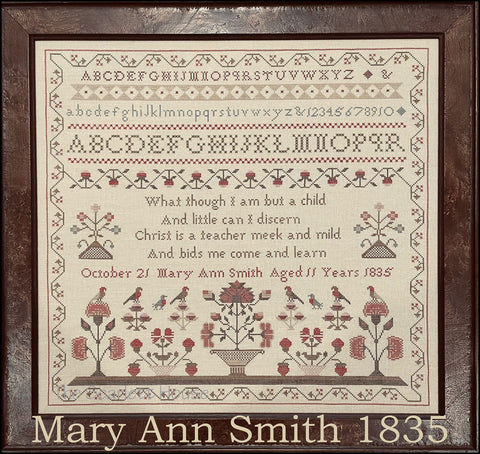 ABCDEFGHIJKLMNOPQRSTUVWXYZ &
abcdefghijklmnopqrstuvwxyz&12345678910
ABCDEFGHIJKLMNOPQR
What though I am but a child
And little can I discern
Christ is a teacher meek and mild
And bids me come and learn
October 21 Mary Ann Smith Aged 11 Years 1835
Mary Ann Smith 1835